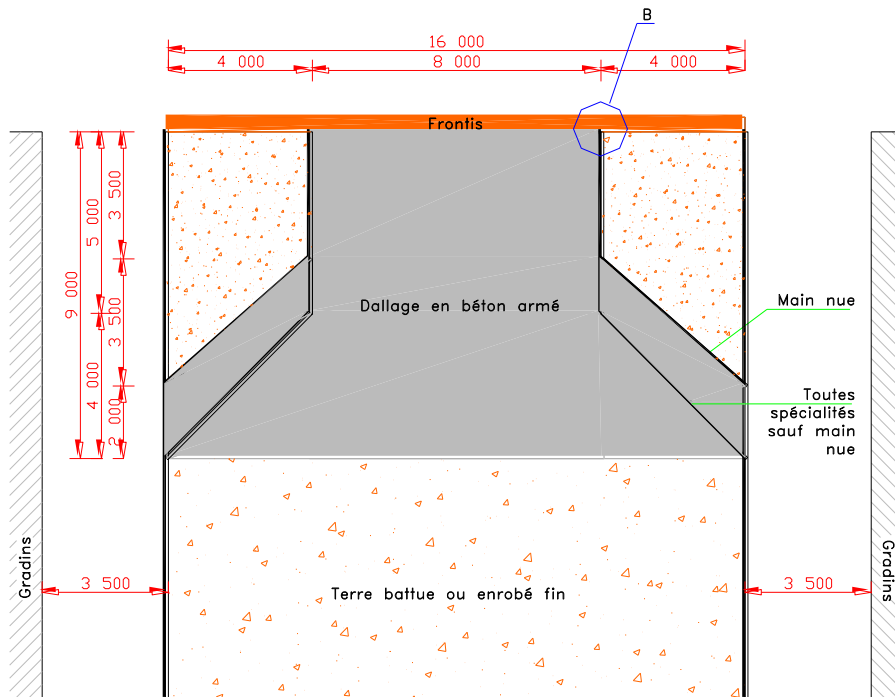 B
16 000
4 000
8 000
4 000
Frontis
3 500
5 000
9 000
3 500
4 000
2 000
Dallage en béton armé
Main nue
Toutes
spécialités
sauf main
nue
Gradins
3 500
Terre battue ou enrobé fin
3 500
Gradins